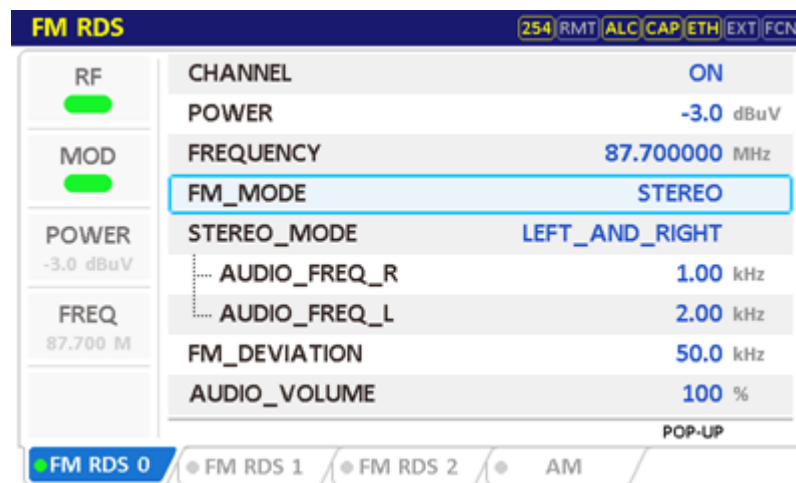 FM RDS 254 RMT ALC CAP ETH EXT FCN
RF
MOD
POWER
-3.0 dBuV
FREQ
87.700 M
CHANNEL ON
POWER -3.0 dBuV
FREQUENCY 87.700000 MHz
FM_MODE STEREO
STEREO_MODE LEFT_AND_RIGHT
AUDIO_FREQ_R 1.00 kHz
AUDIO_FREQ_L 2.00 kHz
FM_DEVIATION 50.0 kHz
AUDIO_VOLUME 100 %
POP-UP
FM RDS 0 FM RDS 1 FM RDS 2 AM